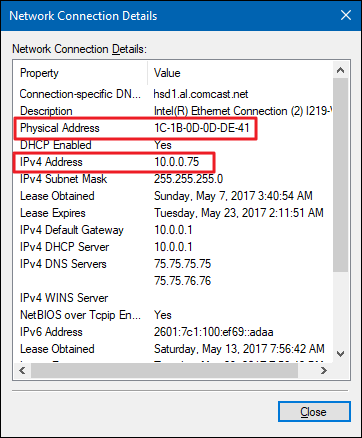 Network Connection Details
Network Connection Details:
Property Value
Connection-specific DN... hsd1.al.comcast.net
Description Intel(R) Ethernet Connection (2) I219-V
Physical Address 1C-1B-0D-0D-DE-41
DHCP Enabled Yes
IPv4 Address 10.0.0.75
IPv4 Subnet Mask 255.255.255.0
Lease Obtained Sunday, May 7, 2017 3:40:54 AM
Lease Expires Tuesday, May 23, 2017 2:11:51 AM
IPv4 Default Gateway 10.0.0.1
IPv4 DHCP Server 10.0.0.1
IPv4 DNS Servers 75.75.75.75
75.75.76.76
IPv4 WINS Server
NetBIOS over Tcpip En... Yes
IPv6 Address 2601:7c1:100:ef69::adaa
Lease Obtained Saturday, May 13, 2017 7:56:42 AM
Close